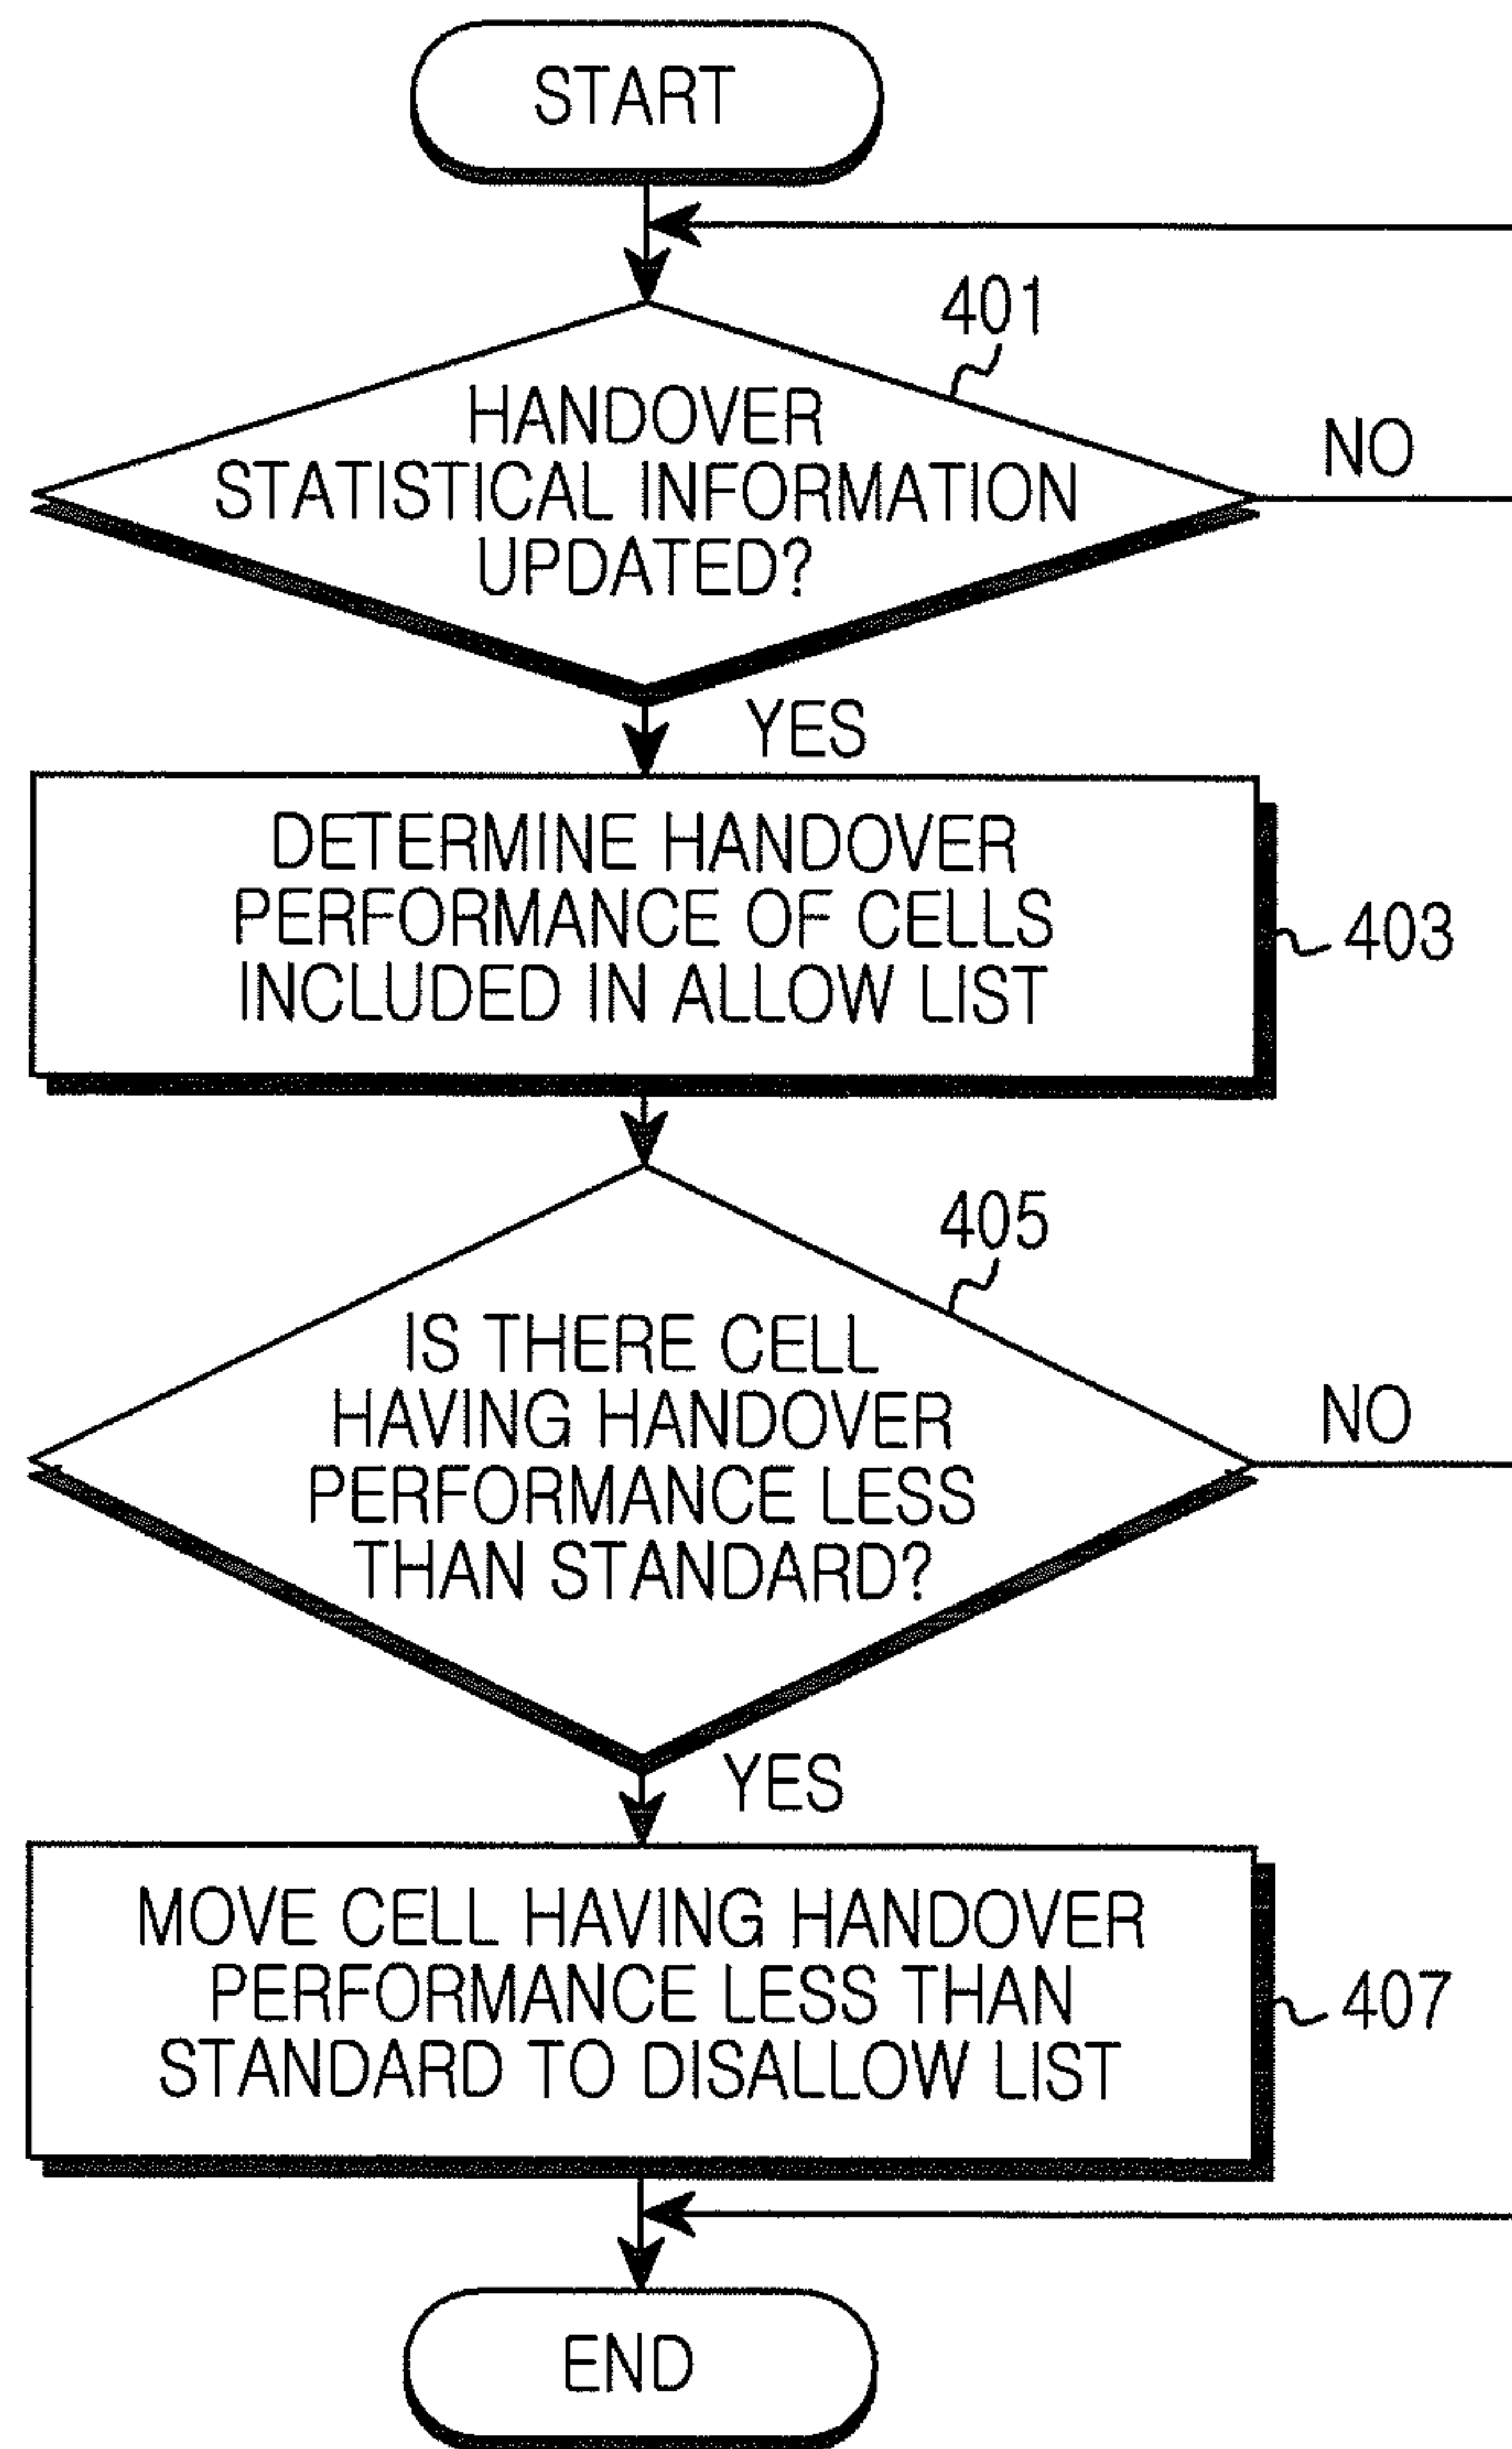 START
401
HANDOVER
STATISTICAL INFORMATION
UPDATED?
NO
YES
DETERMINE HANDOVER
PERFORMANCE OF CELLS
INCLUDED IN ALLOW LIST
403
405
IS THERE CELL
HAVING HANDOVER
PERFORMANCE LESS
THAN STANDARD?
NO
YES
MOVE CELL HAVING HANDOVER
PERFORMANCE LESS THAN
STANDARD TO DISALLOW LIST
407
END